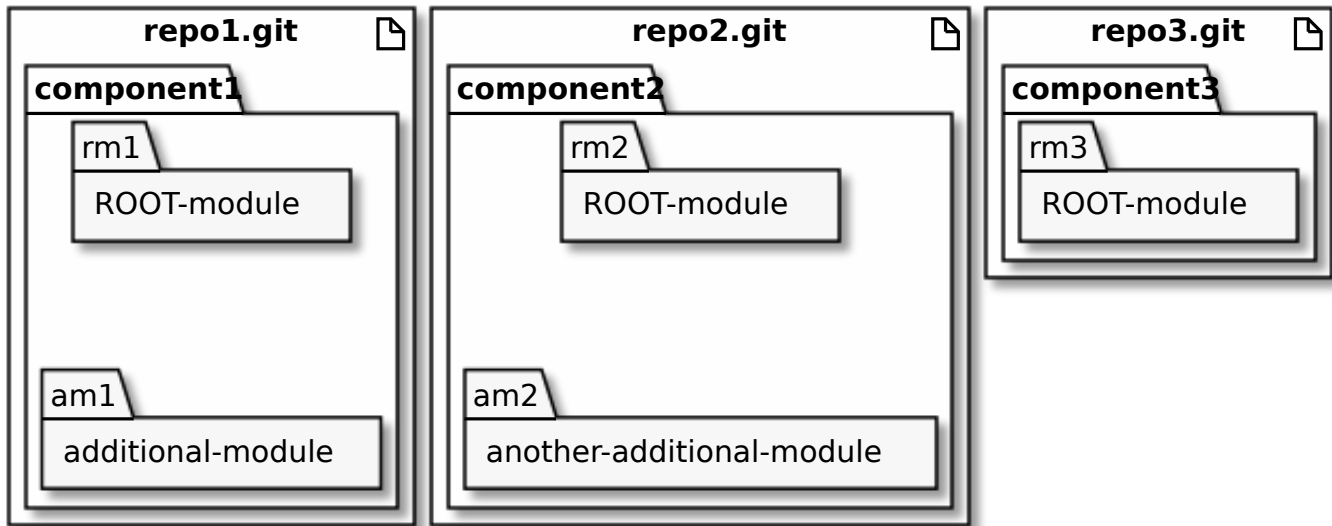 repo1.git
component1
rm1
ROOT-module
am1
additional-module
repo2.git
component2
rm2
ROOT-module
am2
another-additional-module
repo3.git
component3
rm3
ROOT-module